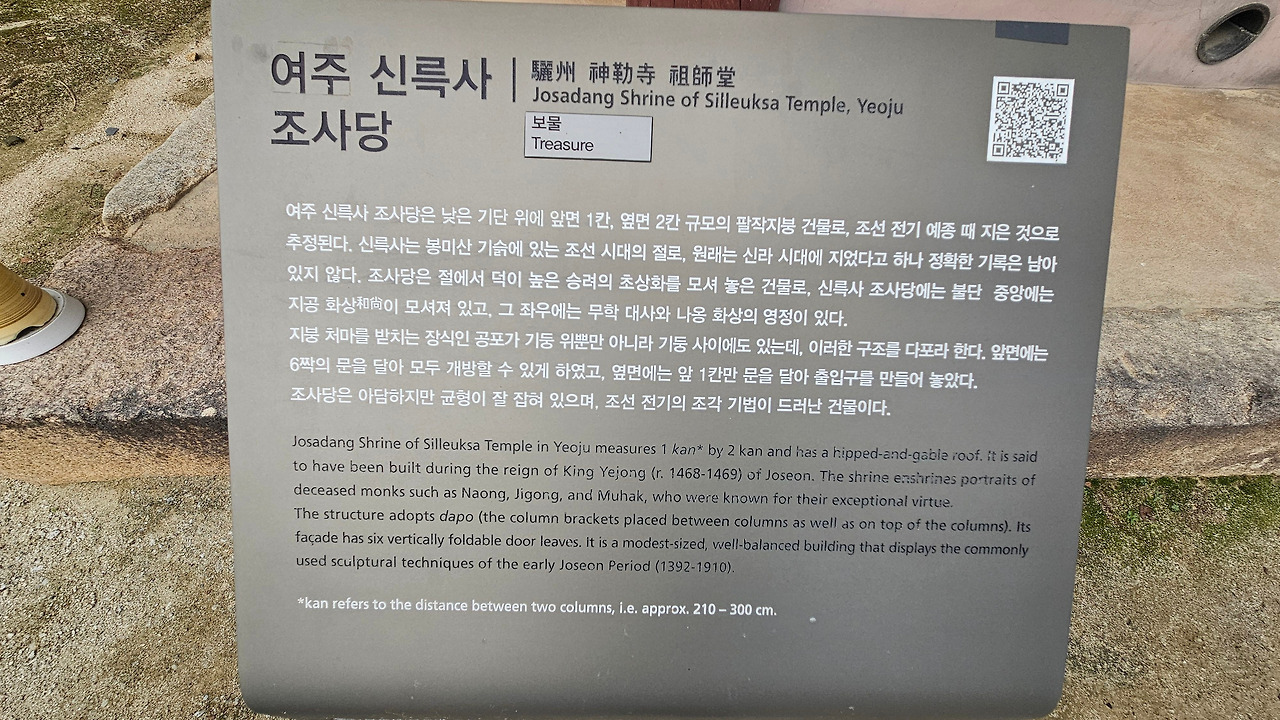 여주 신륵사
조사당
驪州 神勒寺 祖師堂
Josadang Shrine of Silleuksa Temple, Yeoju
보물
Treasure
여주 신륵사 조사당은 낮은 기단 위에 앞면 1칸, 옆면 2칸 규모의 팔작지붕 건물로, 조선 전기 예종 때 지은 것으로
추정된다. 신륵사는 봉미산 기슭에 있는 조선 시대의 절로, 원래는 신라 시대에 지었다고 하나 정확한 기록은 남아
있지 않다. 조사당은 절에서 덕이 높은 승려의 초상화를 모셔 놓은 건물로, 신륵사 조사당에는 불단 중앙에는
지공 화상和尙이 모셔져 있고, 그 좌우에는 무학 대사와 나옹 화상의 영정이 있다.
지붕 처마를 받치는 장식인 공포가 기둥 위뿐만 아니라 기둥 사이에도 있는데, 이러한 구조를 다포라 한다. 앞면에는
6짝의 문을 달아 모두 개방할 수 있게 하였고, 옆면에는 앞 1칸만 문을 달아 출입구를 만들어 놓았다.
조사당은 아담하지만 균형이 잘 잡혀 있으며, 조선 전기의 조각 기법이 드러난 건물이다.
Josadang Shrine of Silleuksa Temple in Yeoju measures 1 kan* by 2 kan and has a hipped-and-gable roof. It is said
to have been built during the reign of King Yejong (r. 1468-1469) of Joseon. The shrine enshrines portraits of
deceased monks such as Naong, Jigong, and Muhak, who were known for their exceptional virtue.
The structure adopts dapo (the column brackets placed between columns as well as on top of the columns). Its
façade has six vertically foldable door leaves. It is a modest-sized, well-balanced building that displays the commonly
used sculptural techniques of the early Joseon Period (1392-1910).
*kan refers to the distance between two columns, i.e. approx. 210 – 300 cm.